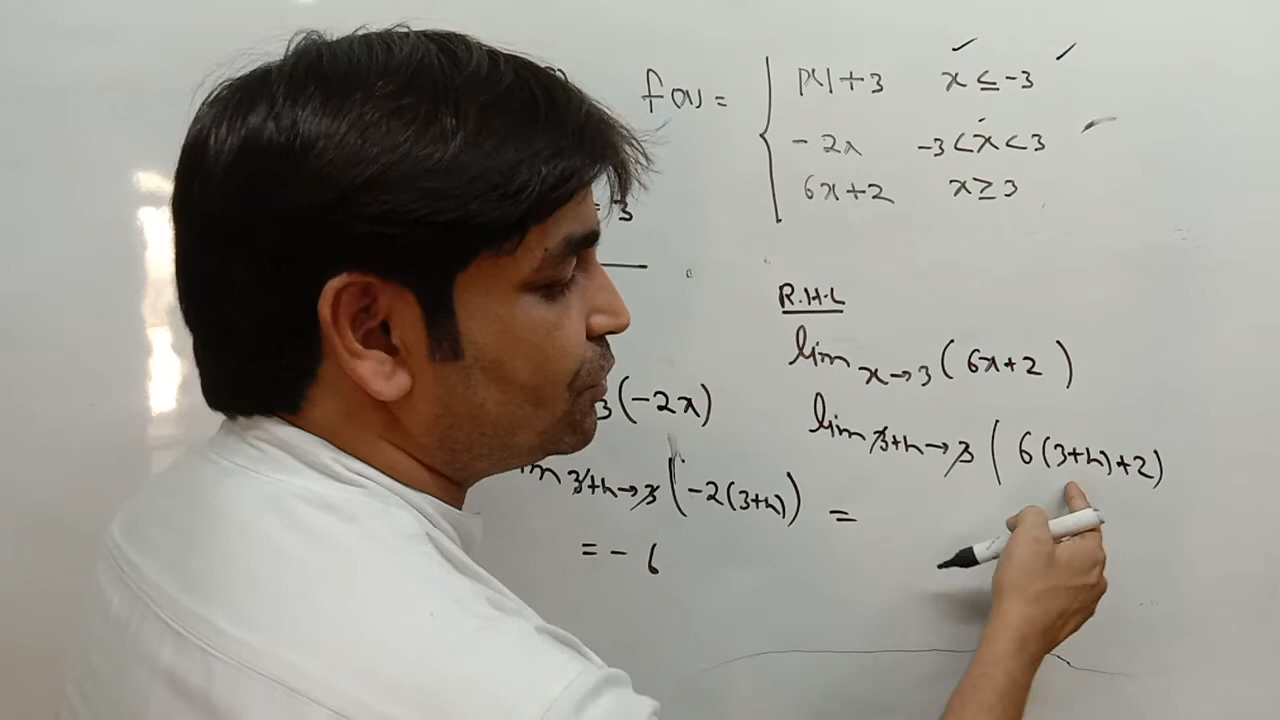 f(x) = { |x|+3 x ≤ -3
- 2x -3 < x < 3
6x+2 x ≥ 3
= 3
R.H.L
lim x→3 (6x+2)
3 (-2x)
lim 3+h→3 (6(3+h)+2)
m 3+h→3 (-2(3+h))
=
= - 6